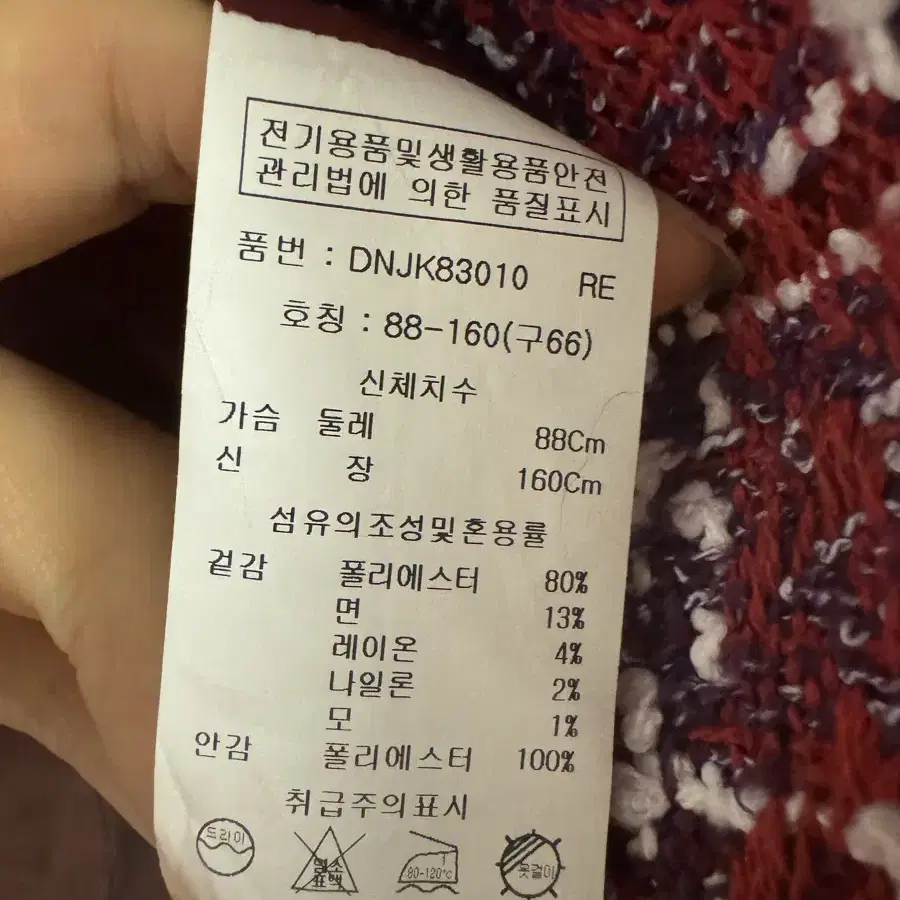 전기용품및생활용품안전
관리법에 의한 품질표시
품번 : DNJK83010 RE
호칭 : 88-160(구66)
신체치수
가슴 둘레 88Cm
신 장 160Cm
섬유의조성및혼용률
겉감 폴리에스터 80%
면 13%
레이온 4%
나일론 2%
모 1%
안감 폴리에스터 100%
취급주의표시
드라이
염소
표백
80-120°C
옷걸이